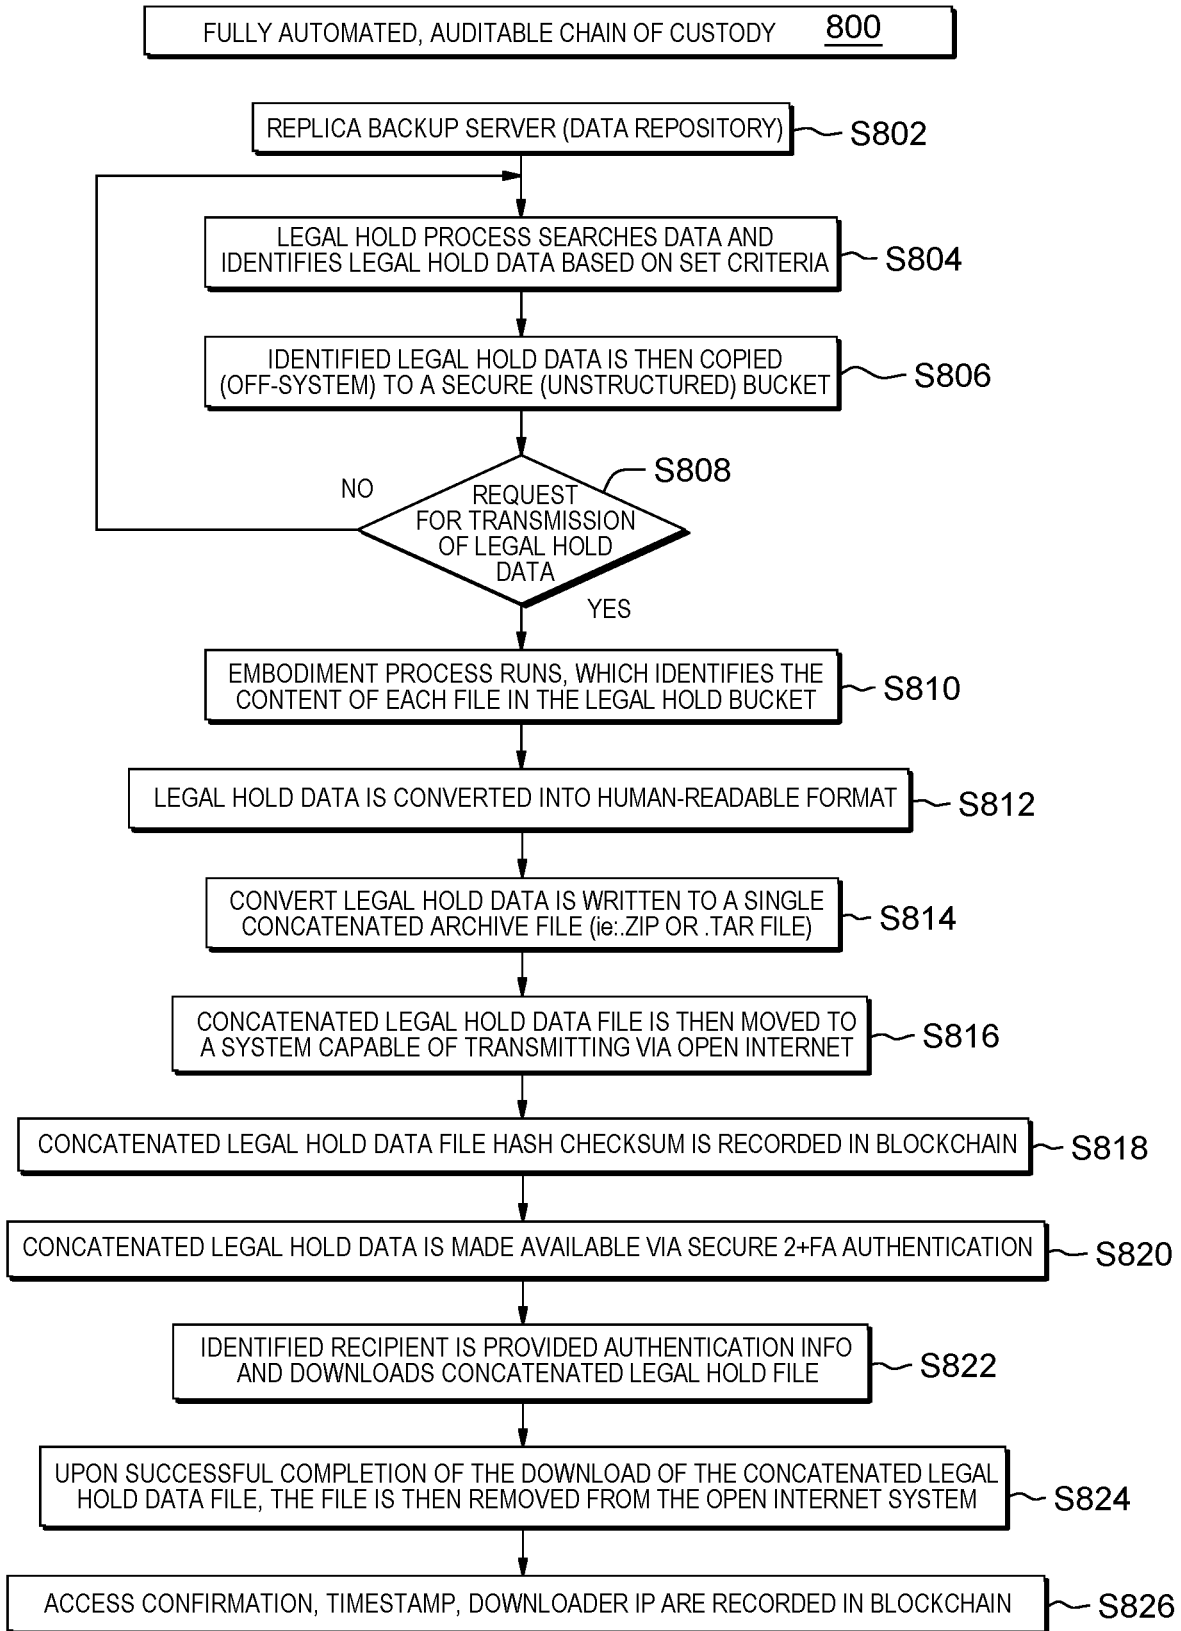 FULLY AUTOMATED, AUDITABLE CHAIN OF CUSTODY 800
REPLICA BACKUP SERVER (DATA REPOSITORY) S802
LEGAL HOLD PROCESS SEARCHES DATA AND
IDENTIFIES LEGAL HOLD DATA BASED ON SET CRITERIA
S804
IDENTIFIED LEGAL HOLD DATA IS THEN COPIED
(OFF-SYSTEM) TO A SECURE (UNSTRUCTURED) BUCKET
S806
S808
NO
REQUEST
FOR TRANSMISSION
OF LEGAL HOLD
DATA
YES
EMBODIMENT PROCESS RUNS, WHICH IDENTIFIES THE
CONTENT OF EACH FILE IN THE LEGAL HOLD BUCKET
S810
LEGAL HOLD DATA IS CONVERTED INTO HUMAN-READABLE FORMAT S812
CONVERT LEGAL HOLD DATA IS WRITTEN TO A SINGLE
CONCATENATED ARCHIVE FILE (ie:.ZIP OR .TAR FILE)
S814
CONCATENATED LEGAL HOLD DATA FILE IS THEN MOVED TO
A SYSTEM CAPABLE OF TRANSMITTING VIA OPEN INTERNET
S816
CONCATENATED LEGAL HOLD DATA FILE HASH CHECKSUM IS RECORDED IN BLOCKCHAIN S818
CONCATENATED LEGAL HOLD DATA IS MADE AVAILABLE VIA SECURE 2+FA AUTHENTICATION S820
IDENTIFIED RECIPIENT IS PROVIDED AUTHENTICATION INFO
AND DOWNLOADS CONCATENATED LEGAL HOLD FILE
S822
UPON SUCCESSFUL COMPLETION OF THE DOWNLOAD OF THE CONCATENATED LEGAL
HOLD DATA FILE, THE FILE IS THEN REMOVED FROM THE OPEN INTERNET SYSTEM
S824
ACCESS CONFIRMATION, TIMESTAMP, DOWNLOADER IP ARE RECORDED IN BLOCKCHAIN S826